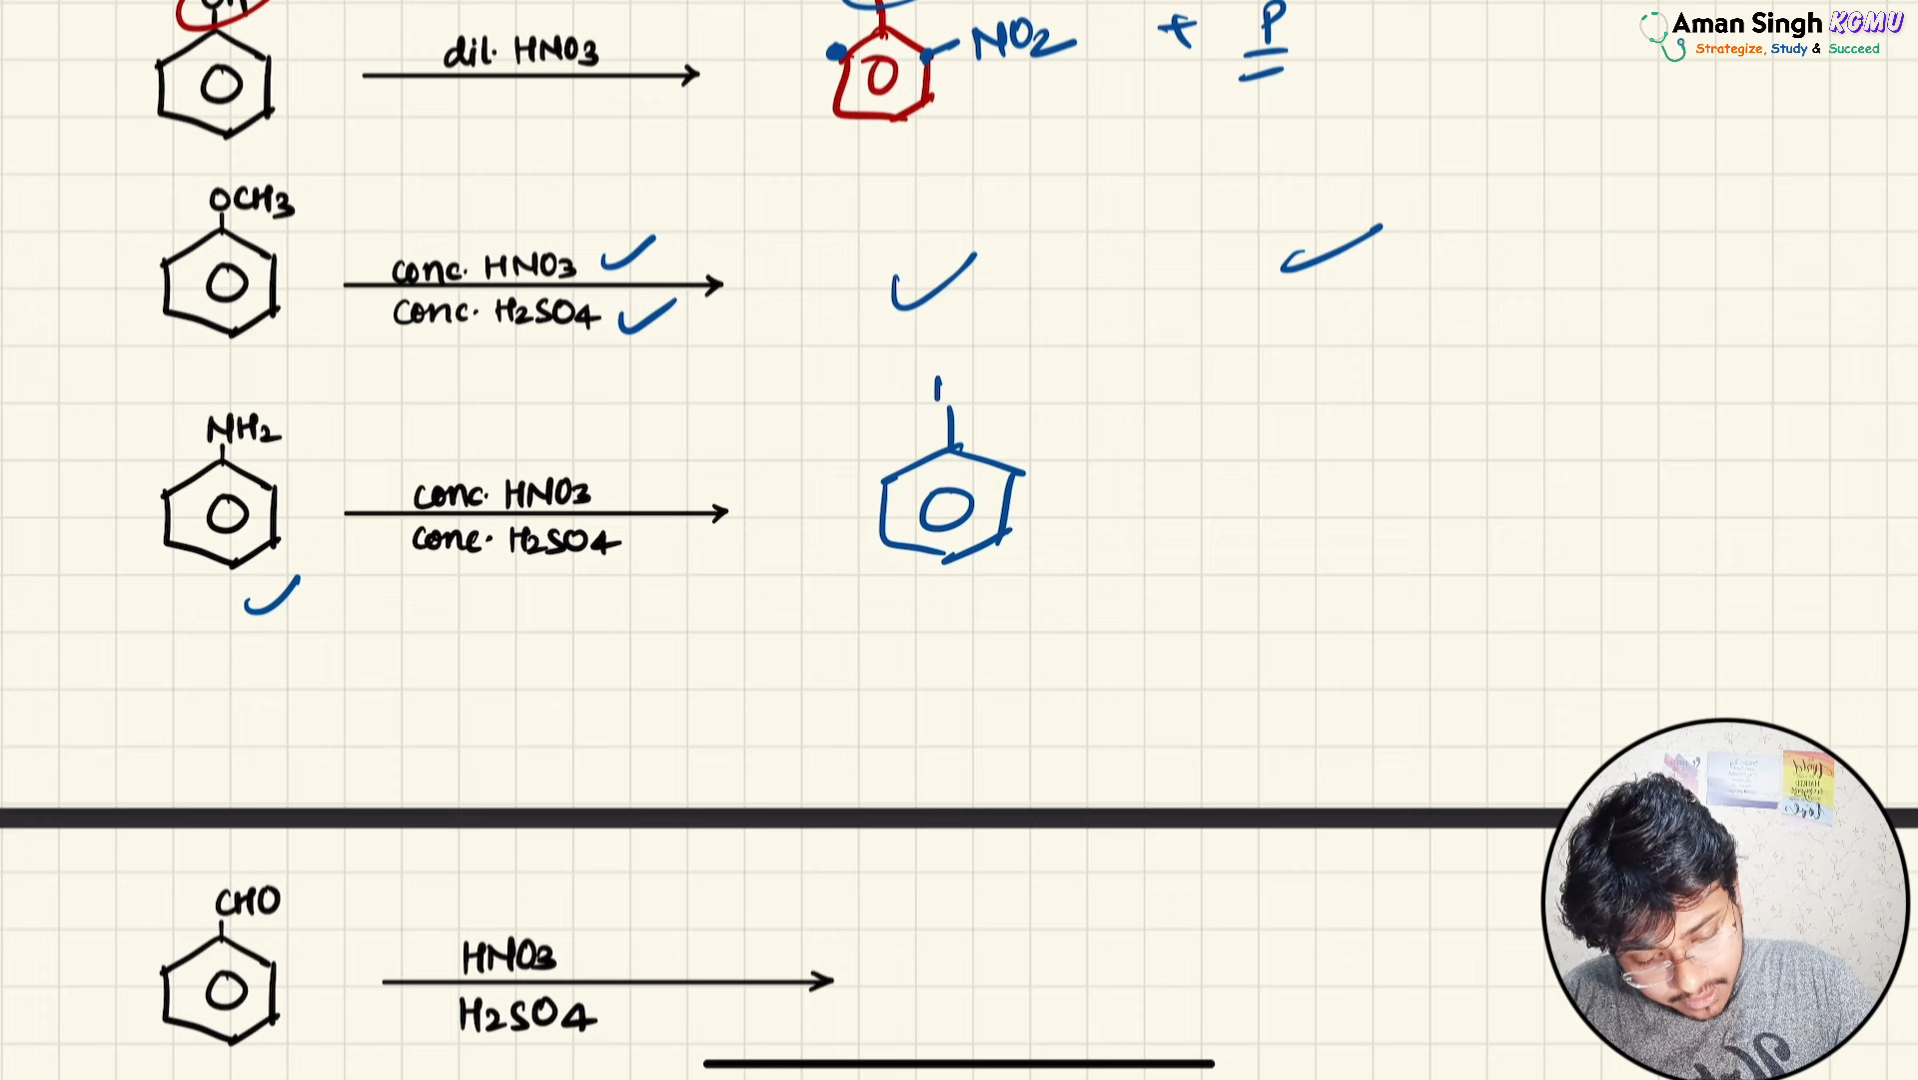 Aman Singh KGMU
Strategize, Study & Succeed
dil. HNO3
NO2 + P
OCH3
conc. HNO3
conc. H2SO4
NH2
conc. HNO3
conc. H2SO4
CHO
HNO3
H2SO4